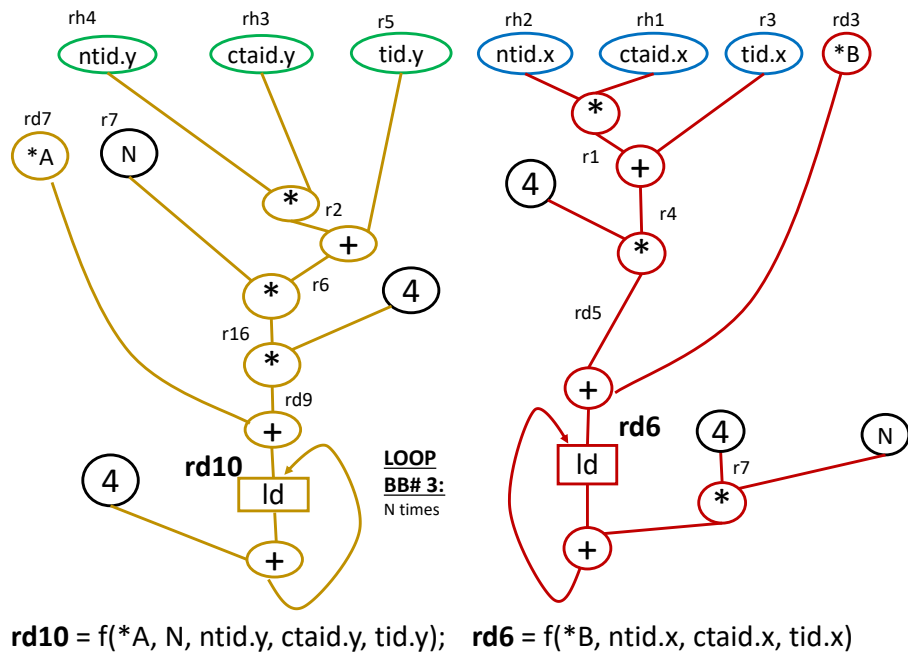 rh4 rh3 r5 rh2 rh1 r3 rd3
ntid.y ctaid.y tid.y ntid.x ctaid.x tid.x *B
*
rd7 r7
*A N r1 +
4
* r2 r4
+ *
* r6 4
rd5
r16
*
rd9 +
+
rd6 4 N
rd10 LOOP ld r7
4 ld BB# 3: *
N times
+ +
rd10 = f(*A, N, ntid.y, ctaid.y, tid.y); rd6 = f(*B, ntid.x, ctaid.x, tid.x)